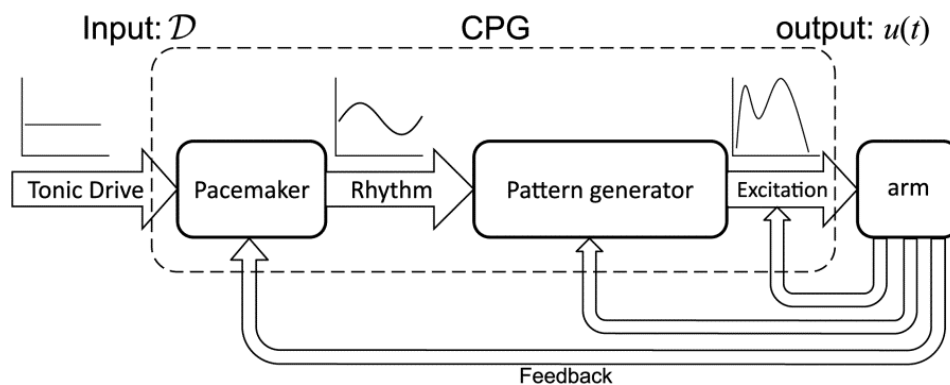 Input: 𝒟
CPG
output: u(t)
Tonic Drive
Pacemaker
Rhythm
Pattern generator
Excitation
arm
Feedback